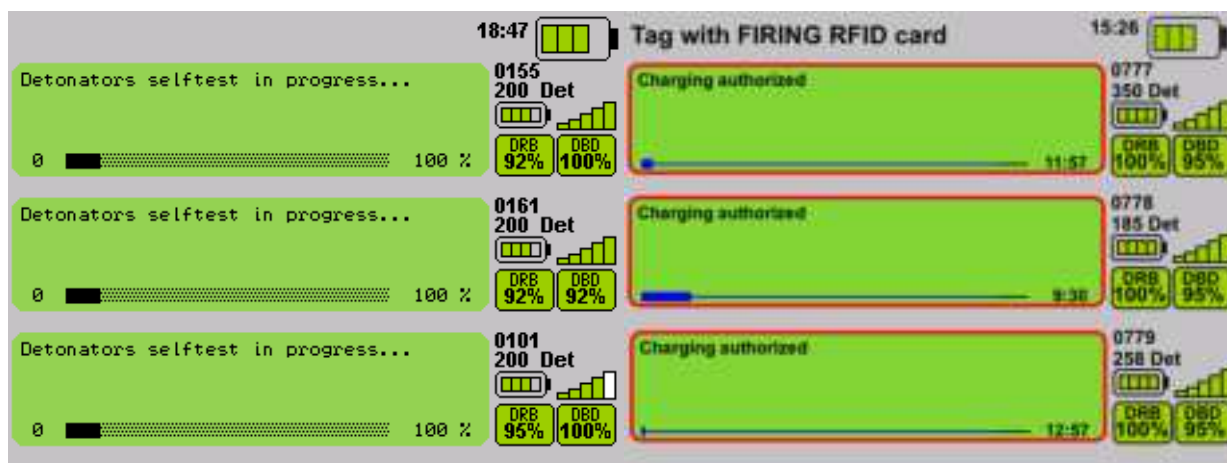 18:47
Detonators selftest in progress...
0155
200 Det
0 100 %
DRB DBD
92% 100%
Detonators selftest in progress...
0161
200 Det
0 100 %
DRB DBD
92% 92%
Detonators selftest in progress...
0101
200 Det
0 100 %
DRB DBD
95% 100%
Tag with FIRING RFID card 15:26
Charging authorized
0777
350 Det
11:57
DRB DBD
100% 95%
Charging authorized
0778
185 Det
9:30
DRB DBD
100% 95%
Charging authorized
0779
258 Det
12:57
DRB DBD
100% 95%